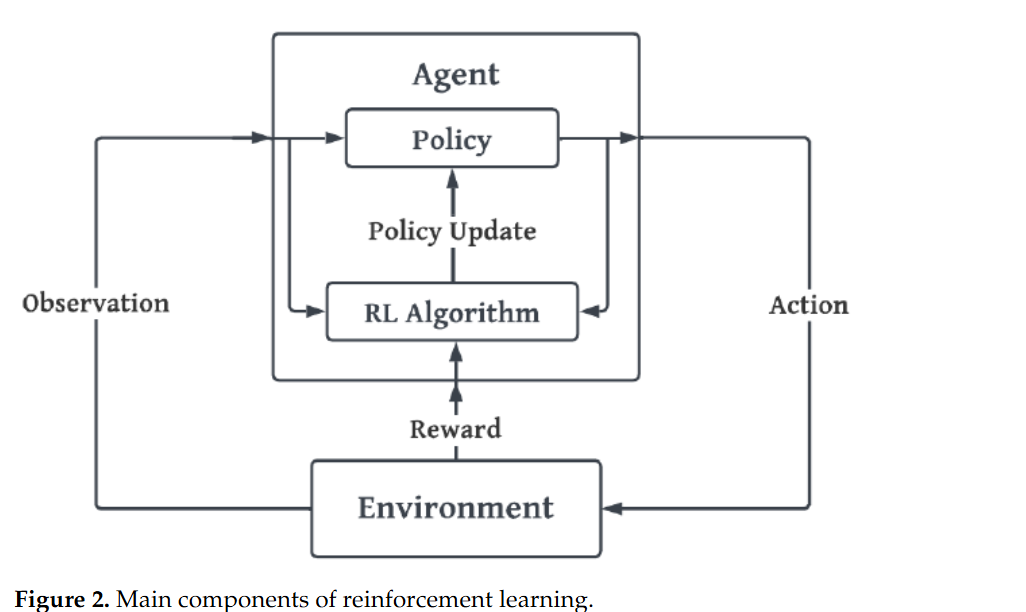 Agent
Policy
Policy Update
Observation
RL Algorithm
Action
Reward
Environment
Figure 2. Main components of reinforcement learning.